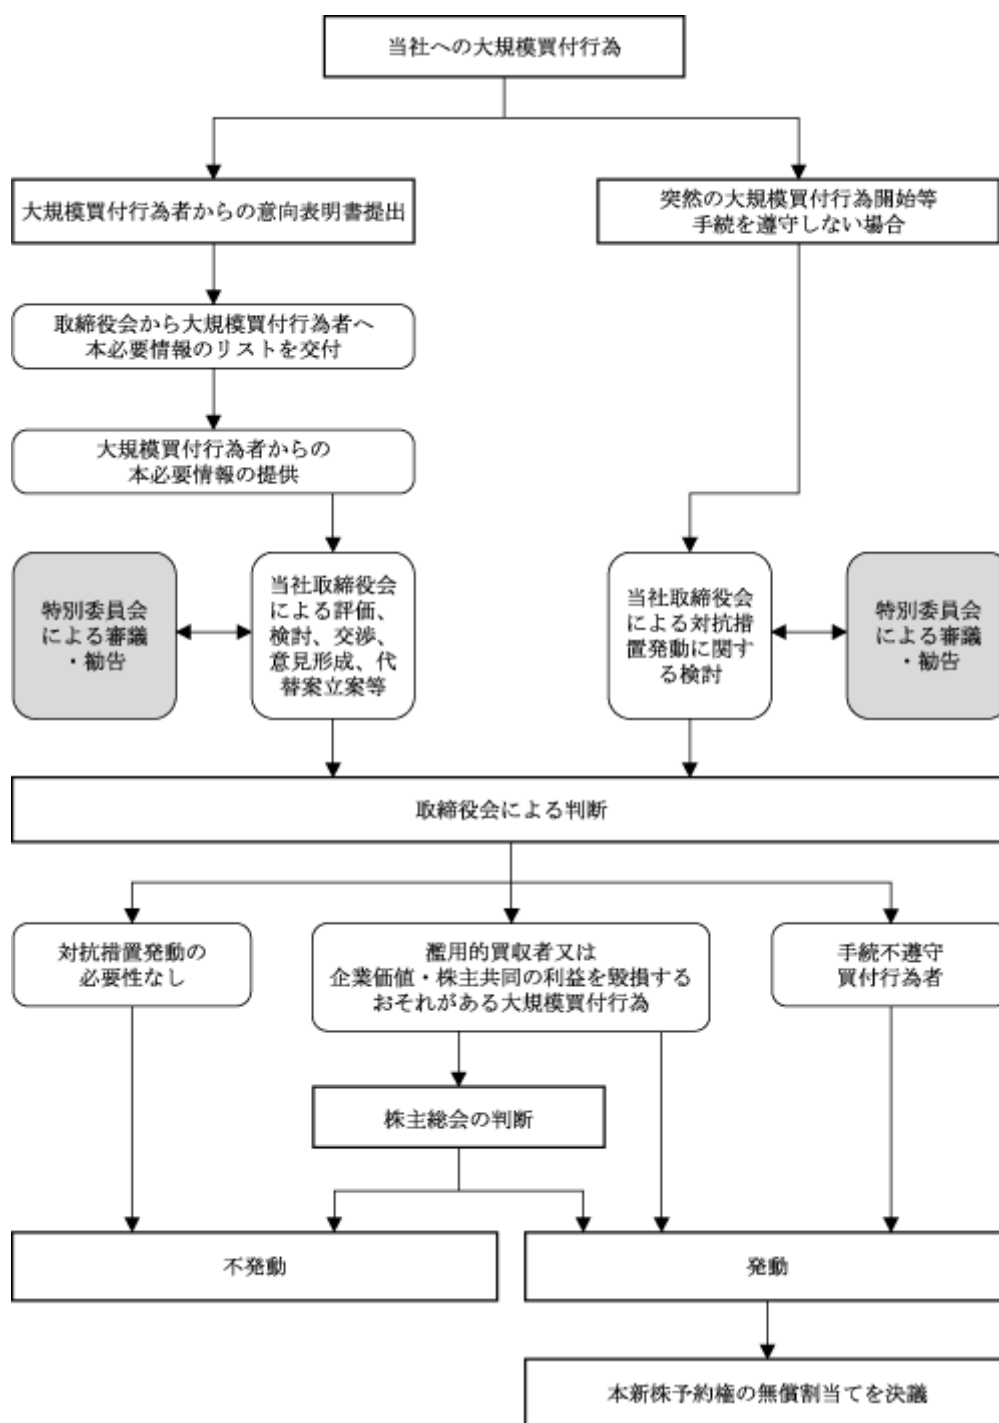 当社への大規模買付行為
大規模買付行為者からの意向表明書提出
突然の大規模買付行為開始等
手続を遵守しない場合
取締役会から大規模買付行為者へ
本必要情報のリストを交付
大規模買付行為者からの
本必要情報の提供
特別委員会
による審議
・勧告
当社取締役会
による評価、
検討、交渉、
意見形成、代
替案立案等
当社取締役会
による対抗措
置発動に関す
る検討
特別委員会
による審議
・勧告
取締役会による判断
対抗措置発動の
必要性なし
濫用的買収者又は
企業価値・株主共同の利益を毀損する
おそれがある大規模買付行為
手続不遵守
買付行為者
株主総会の判断
不発動
発動
本新株予約権の無償割当てを決議